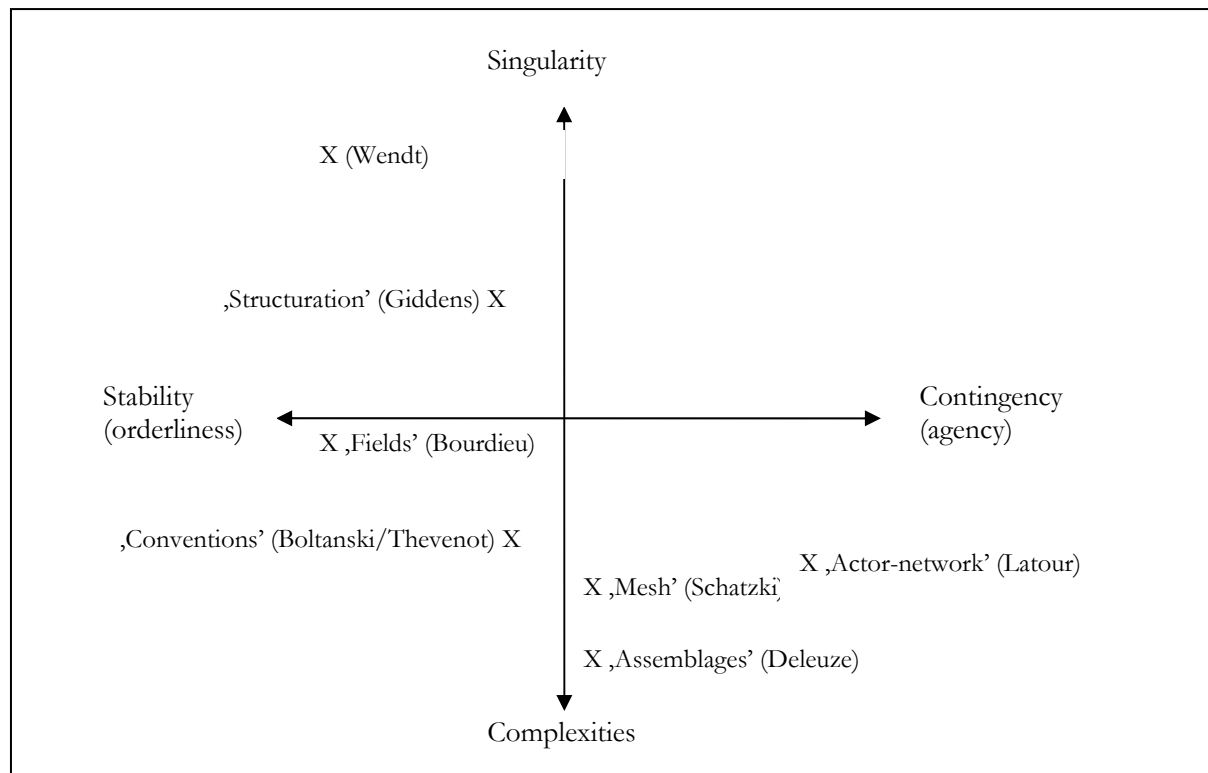 Singularity
X (Wendt)
‚Structuration’ (Giddens) X
Stability
(orderliness)
Contingency
(agency)
X ‚Fields’ (Bourdieu)
‚Conventions’ (Boltanski/Thevenot) X
X ‚Actor-network’ (Latour)
X ‚Mesh’ (Schatzki)
X ‚Assemblages’ (Deleuze)
Complexities